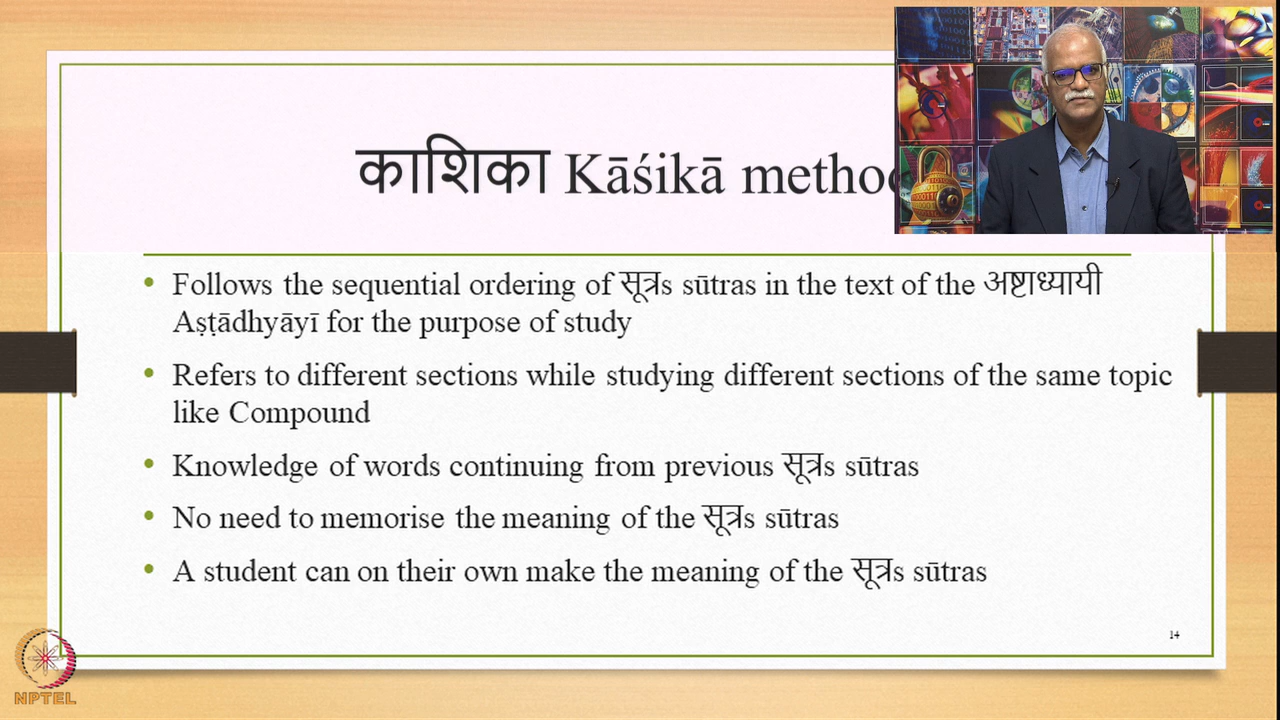 काशिका Kāśikā method
• Follows the sequential ordering of सूत्रs sūtras in the text of the अष्टाध्यायी
Aṣṭādhyāyī for the purpose of study
• Refers to different sections while studying different sections of the same topic
like Compound
• Knowledge of words continuing from previous सूत्रs sūtras
• No need to memorise the meaning of the सूत्रs sūtras
• A student can on their own make the meaning of the सूत्रs sūtras
14
NPTEL